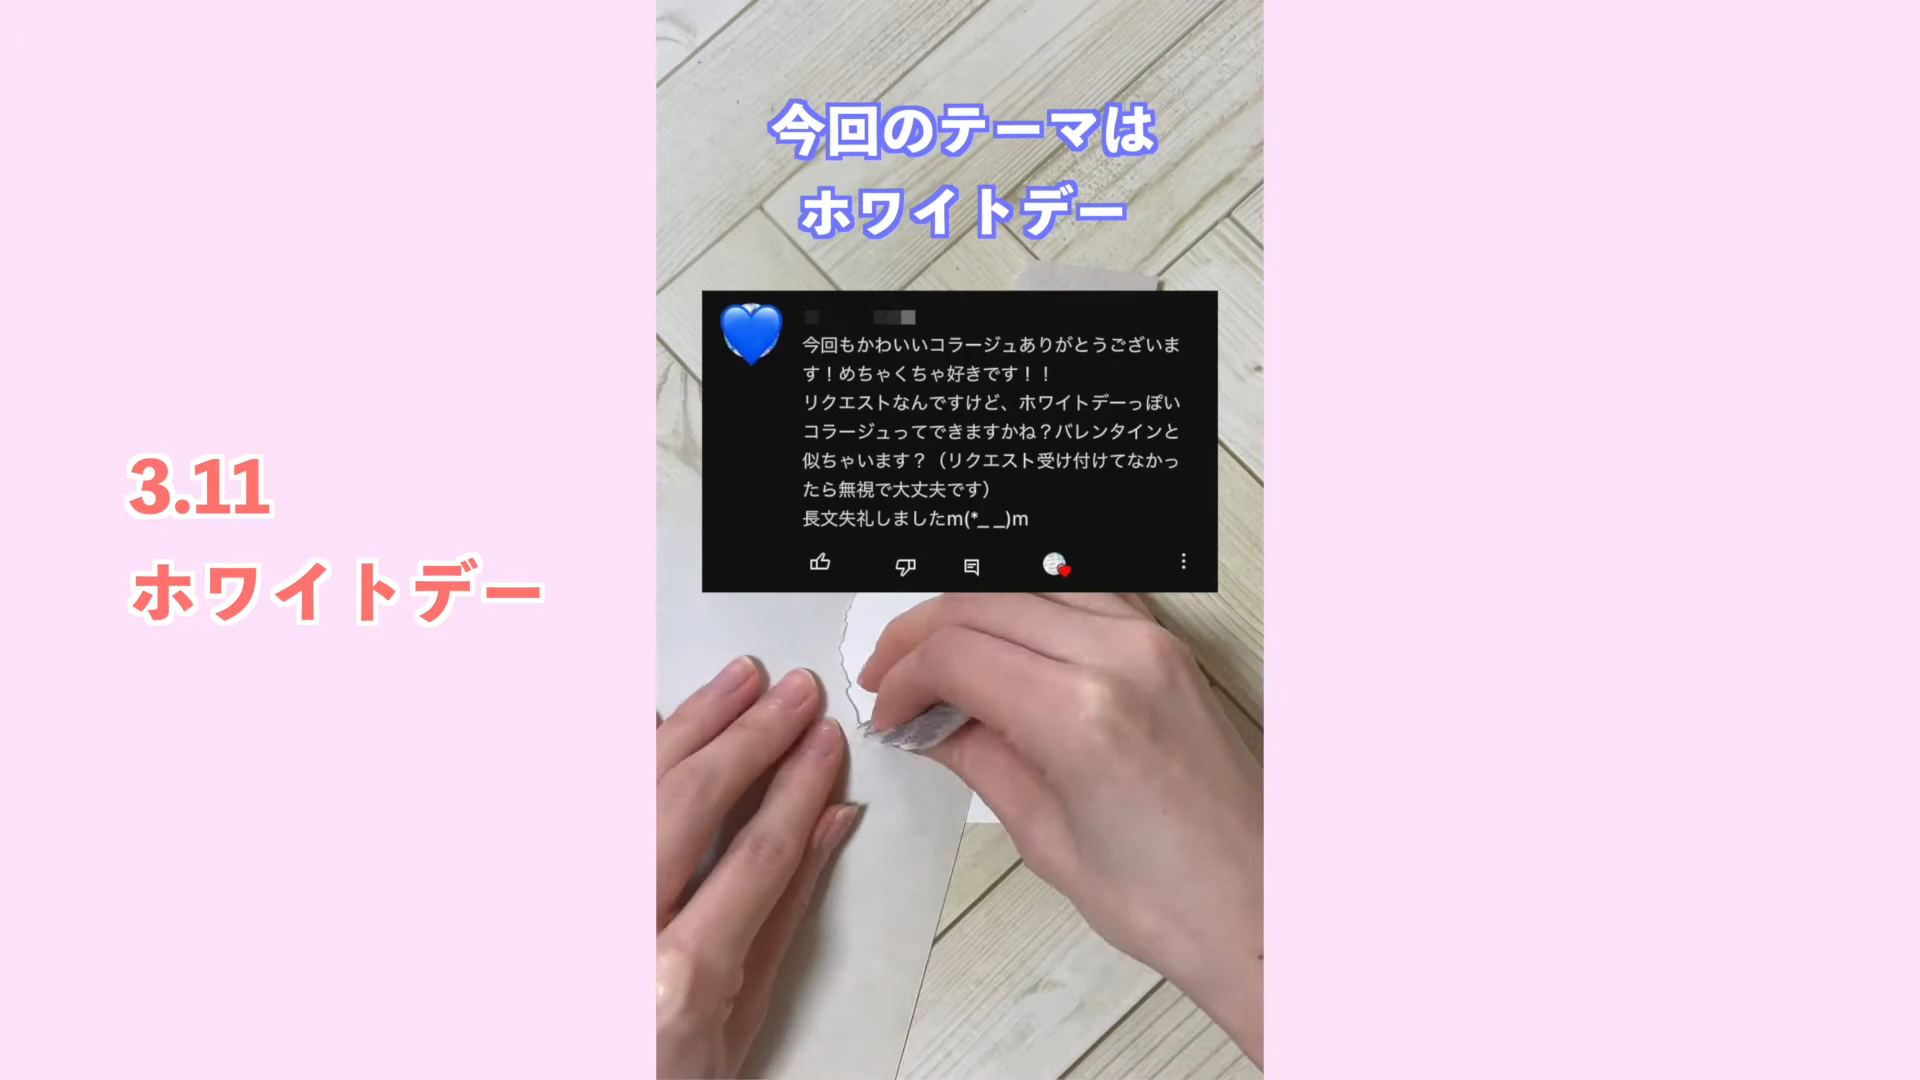 3.11
ホワイトデー
今回のテーマは
ホワイトデー
今回もかわいいコラージュありがとうございま
す！めちゃくちゃ好きです！！
リクエストなんですけど、ホワイトデーっぽい
コラージュってできますかね？バレンタインと
似ちゃいます？（リクエスト受け付けてなかっ
たら無視で大丈夫です）
長文失礼しましたm(*_ _)m